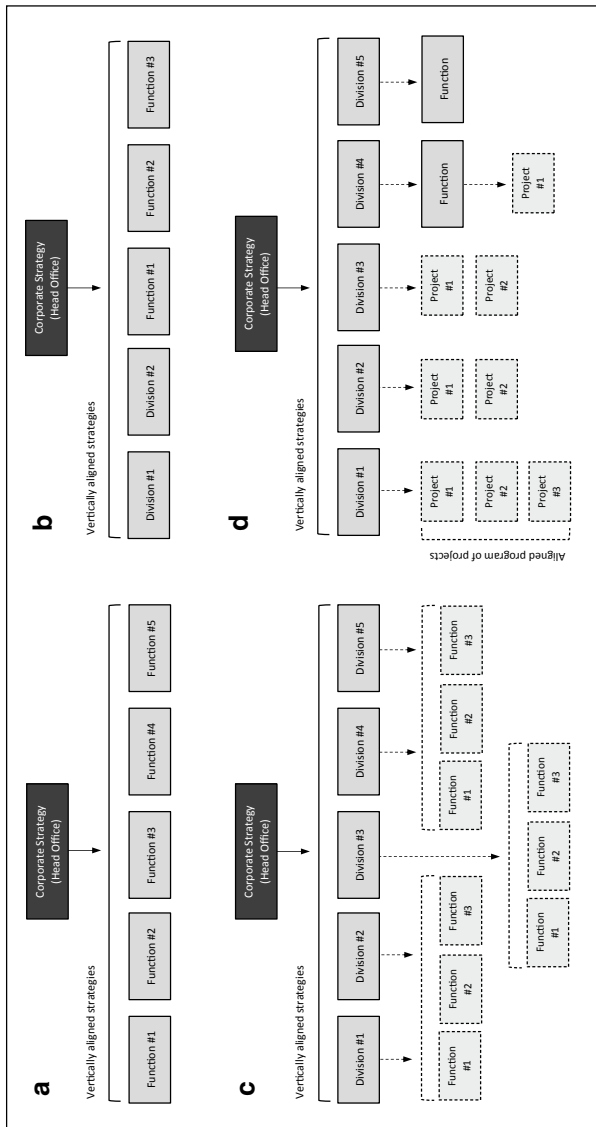 a
Corporate Strategy
(Head Office)
Vertically aligned strategies
Function #1
Function #2
Function #3
Function #4
Function #5
b
Corporate Strategy
(Head Office)
Vertically aligned strategies
Division #1
Division #2
Function #1
Function #2
Function #3
c
Corporate Strategy
(Head Office)
Vertically aligned strategies
Division #1
Division #2
Division #3
Division #4
Division #5
Function
#1
Function
#2
Function
#3
Function
#1
Function
#2
Function
#3
Function
#1
Function
#2
Function
#3
d
Corporate Strategy
(Head Office)
Vertically aligned strategies
Division #1
Division #2
Division #3
Division #4
Division #5
Project
#1
Project
#1
Project
#1
Function
Function
Project
#2
Project
#2
Project
#2
Project
#3
Project
#1
Aligned program of projects